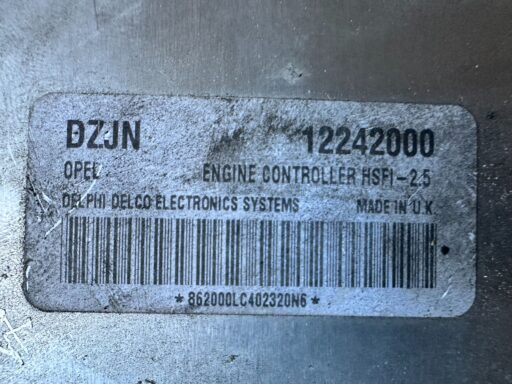 DZJN 12242000
OPEL ENGINE CONTROLLER HSFI-2.5
DELPHI DELCO ELECTRONICS SYSTEMS MADE IN U.K.
*862000LC402320N6*